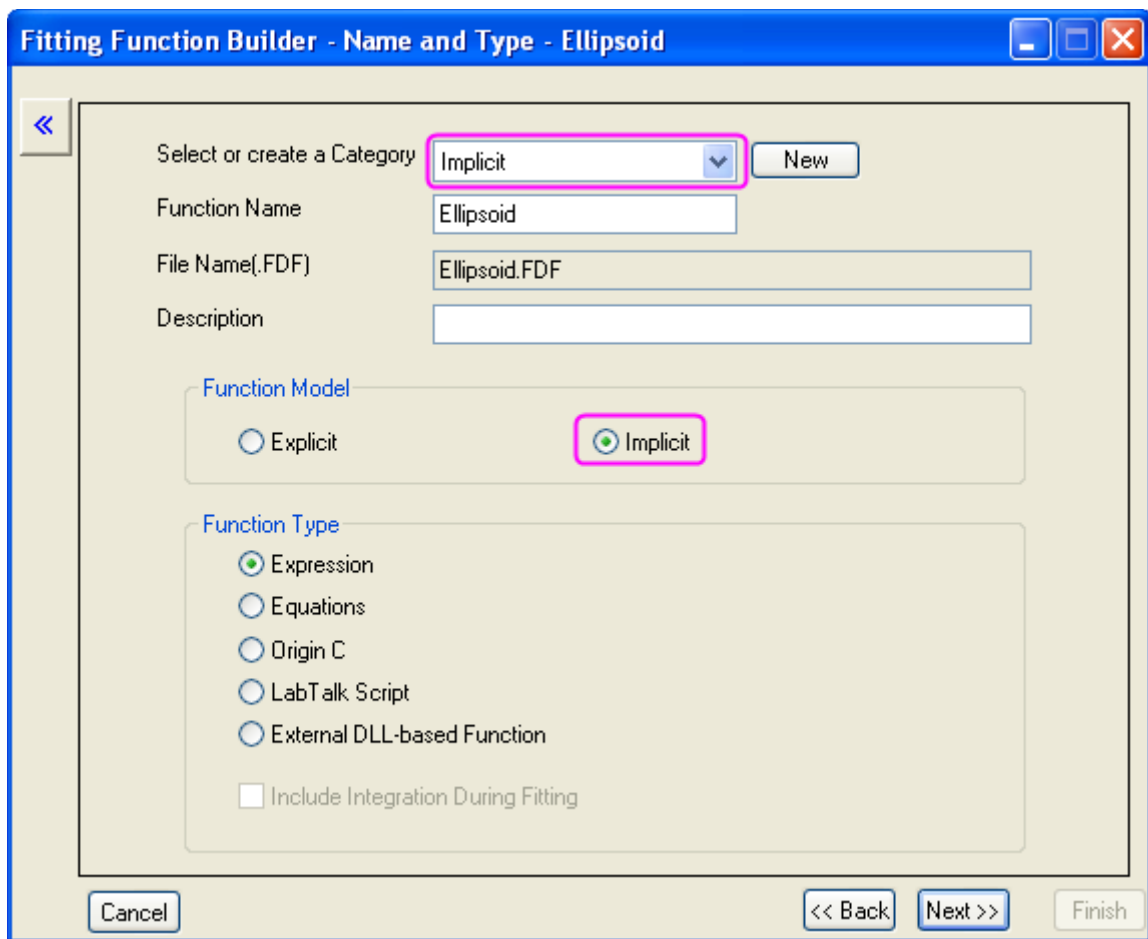 Fitting Function Builder - Name and Type - Ellipsoid
«
Select or create a Category Implicit New
Function Name Ellipsoid
File Name(.FDF) Ellipsoid.FDF
Description
Function Model
Explicit Implicit
Function Type
Expression
Equations
Origin C
LabTalk Script
External DLL-based Function
Include Integration During Fitting
Cancel << Back Next >> Finish